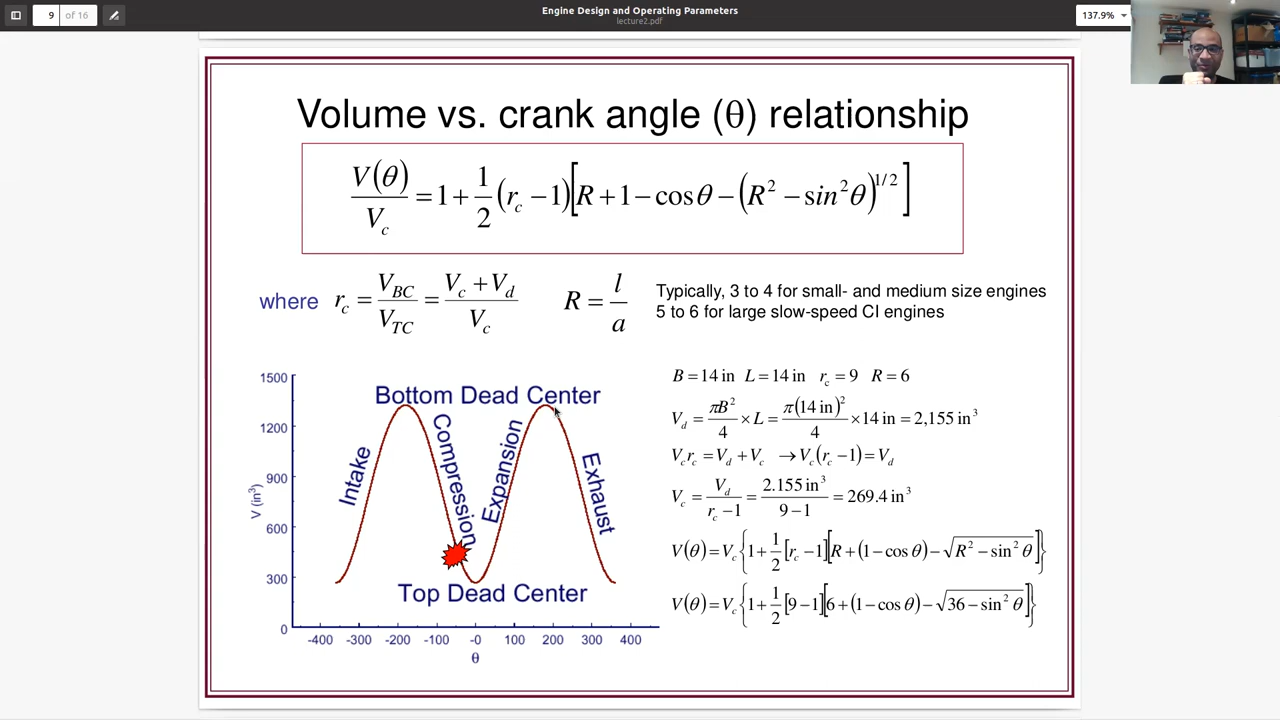 9 of 16
Engine Design and Operating Parameters
lecture2.pdf
137.9%
Volume vs. crank angle (θ) relationship
V(θ)/V_c = 1 + 1/2 (r_c − 1)[R + 1 − cosθ − (R² − sin²θ)^{1/2}]
where r_c = V_BC/V_TC = (V_c + V_d)/V_c R = l/a
Typically, 3 to 4 for small- and medium size engines
5 to 6 for large slow-speed CI engines
1500
1200
900
600
300
0
V (in³)
Bottom Dead Center
Intake
Compression
Expansion
Exhaust
Top Dead Center
-400 -300 -200 -100 -0 100 200 300 400
θ
B = 14 in L = 14 in r_c = 9 R = 6
V_d = πB²/4 × L = π(14 in)²/4 × 14 in = 2,155 in³
V_c r_c = V_d + V_c → V_c(r_c − 1) = V_d
V_c = V_d/(r_c − 1) = 2.155 in³/(9 − 1) = 269.4 in³
V(θ) = V_c {1 + 1/2 [r_c − 1][R + (1 − cosθ) − √(R² − sin²θ)]}
V(θ) = V_c {1 + 1/2 [9 − 1][6 + (1 − cosθ) − √(36 − sin²θ)]}